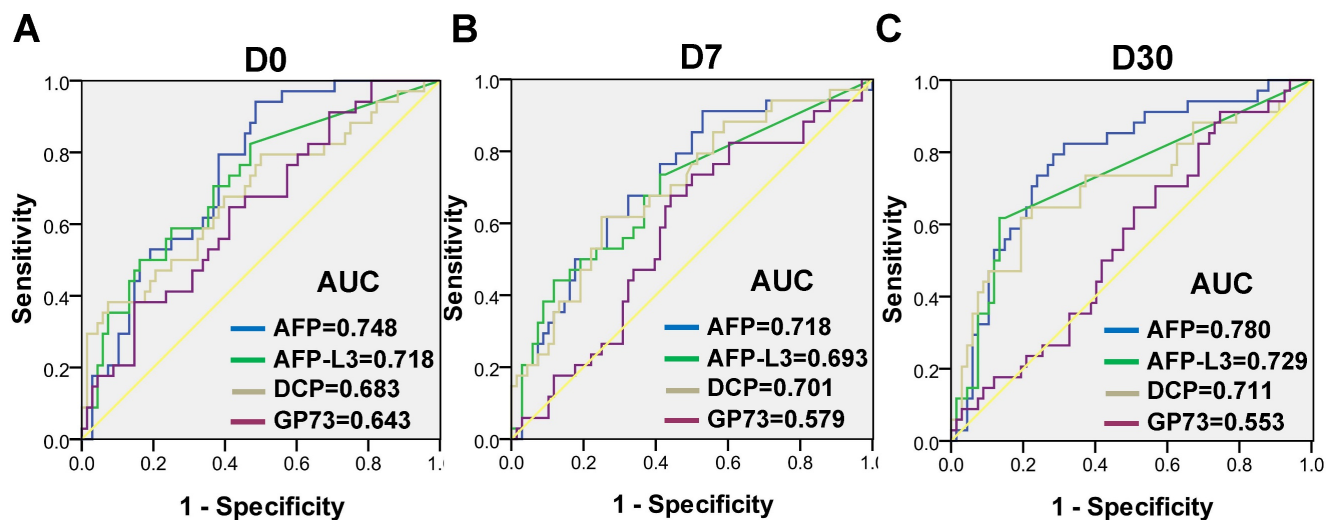 A
D0
Sensitivity
1.0
0.8
0.6
0.4
0.2
0.0
0.0 0.2 0.4 0.6 0.8 1.
1 - Specificity
AUC
AFP=0.748
AFP-L3=0.718
DCP=0.683
GP73=0.643
B
D7
Sensitivity
1.0
0.8
0.6
0.4
0.2
0.0
0.0 0.2 0.4 0.6 0.8 1.0
1 - Specificity
AUC
AFP=0.718
AFP-L3=0.693
DCP=0.701
GP73=0.579
C
D30
Sensitivity
1.0
0.8
0.6
0.4
0.2
0.0
0.0 0.2 0.4 0.6 0.8 1.0
1 - Specificity
AUC
AFP=0.780
AFP-L3=0.729
DCP=0.711
GP73=0.553